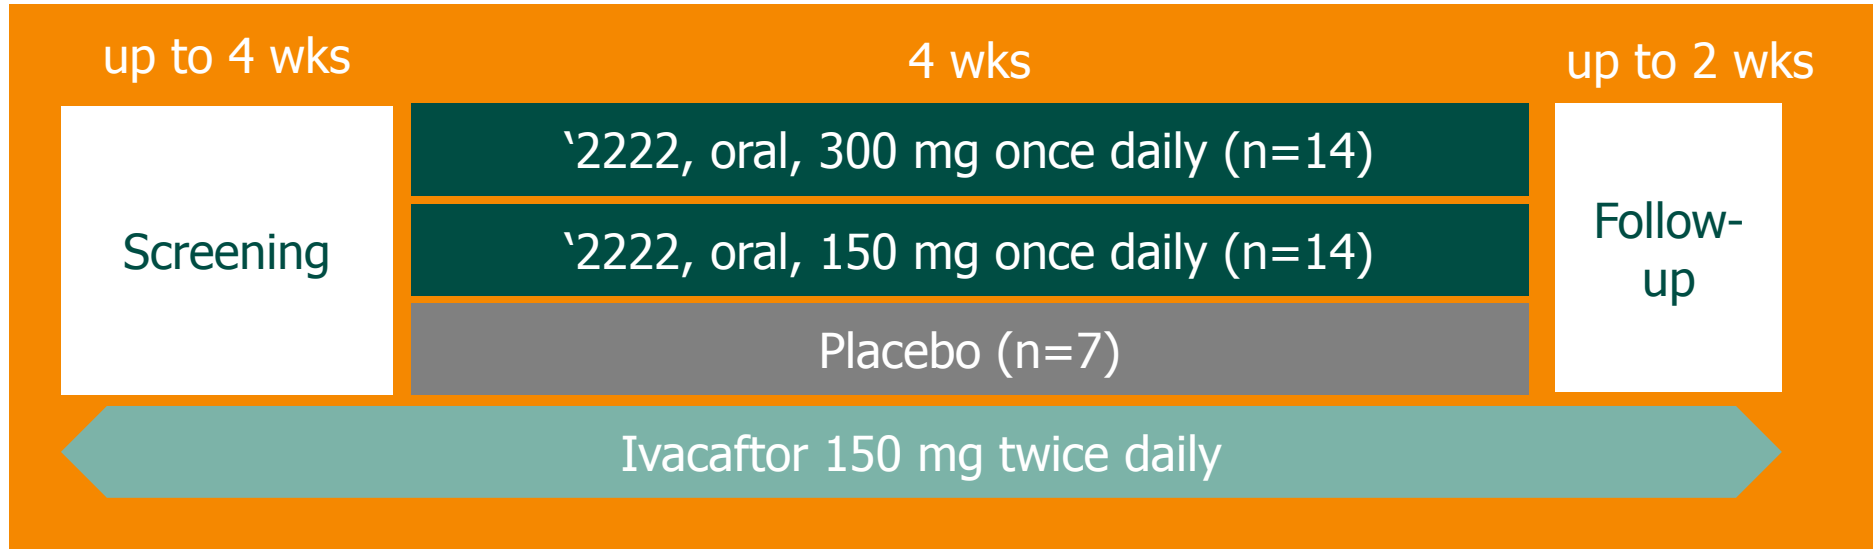 up to 4 wks
4 wks
up to 2 wks
Screening
‘2222, oral, 300 mg once daily (n=14)
‘2222, oral, 150 mg once daily (n=14)
Placebo (n=7)
Follow-
up
Ivacaftor 150 mg twice daily